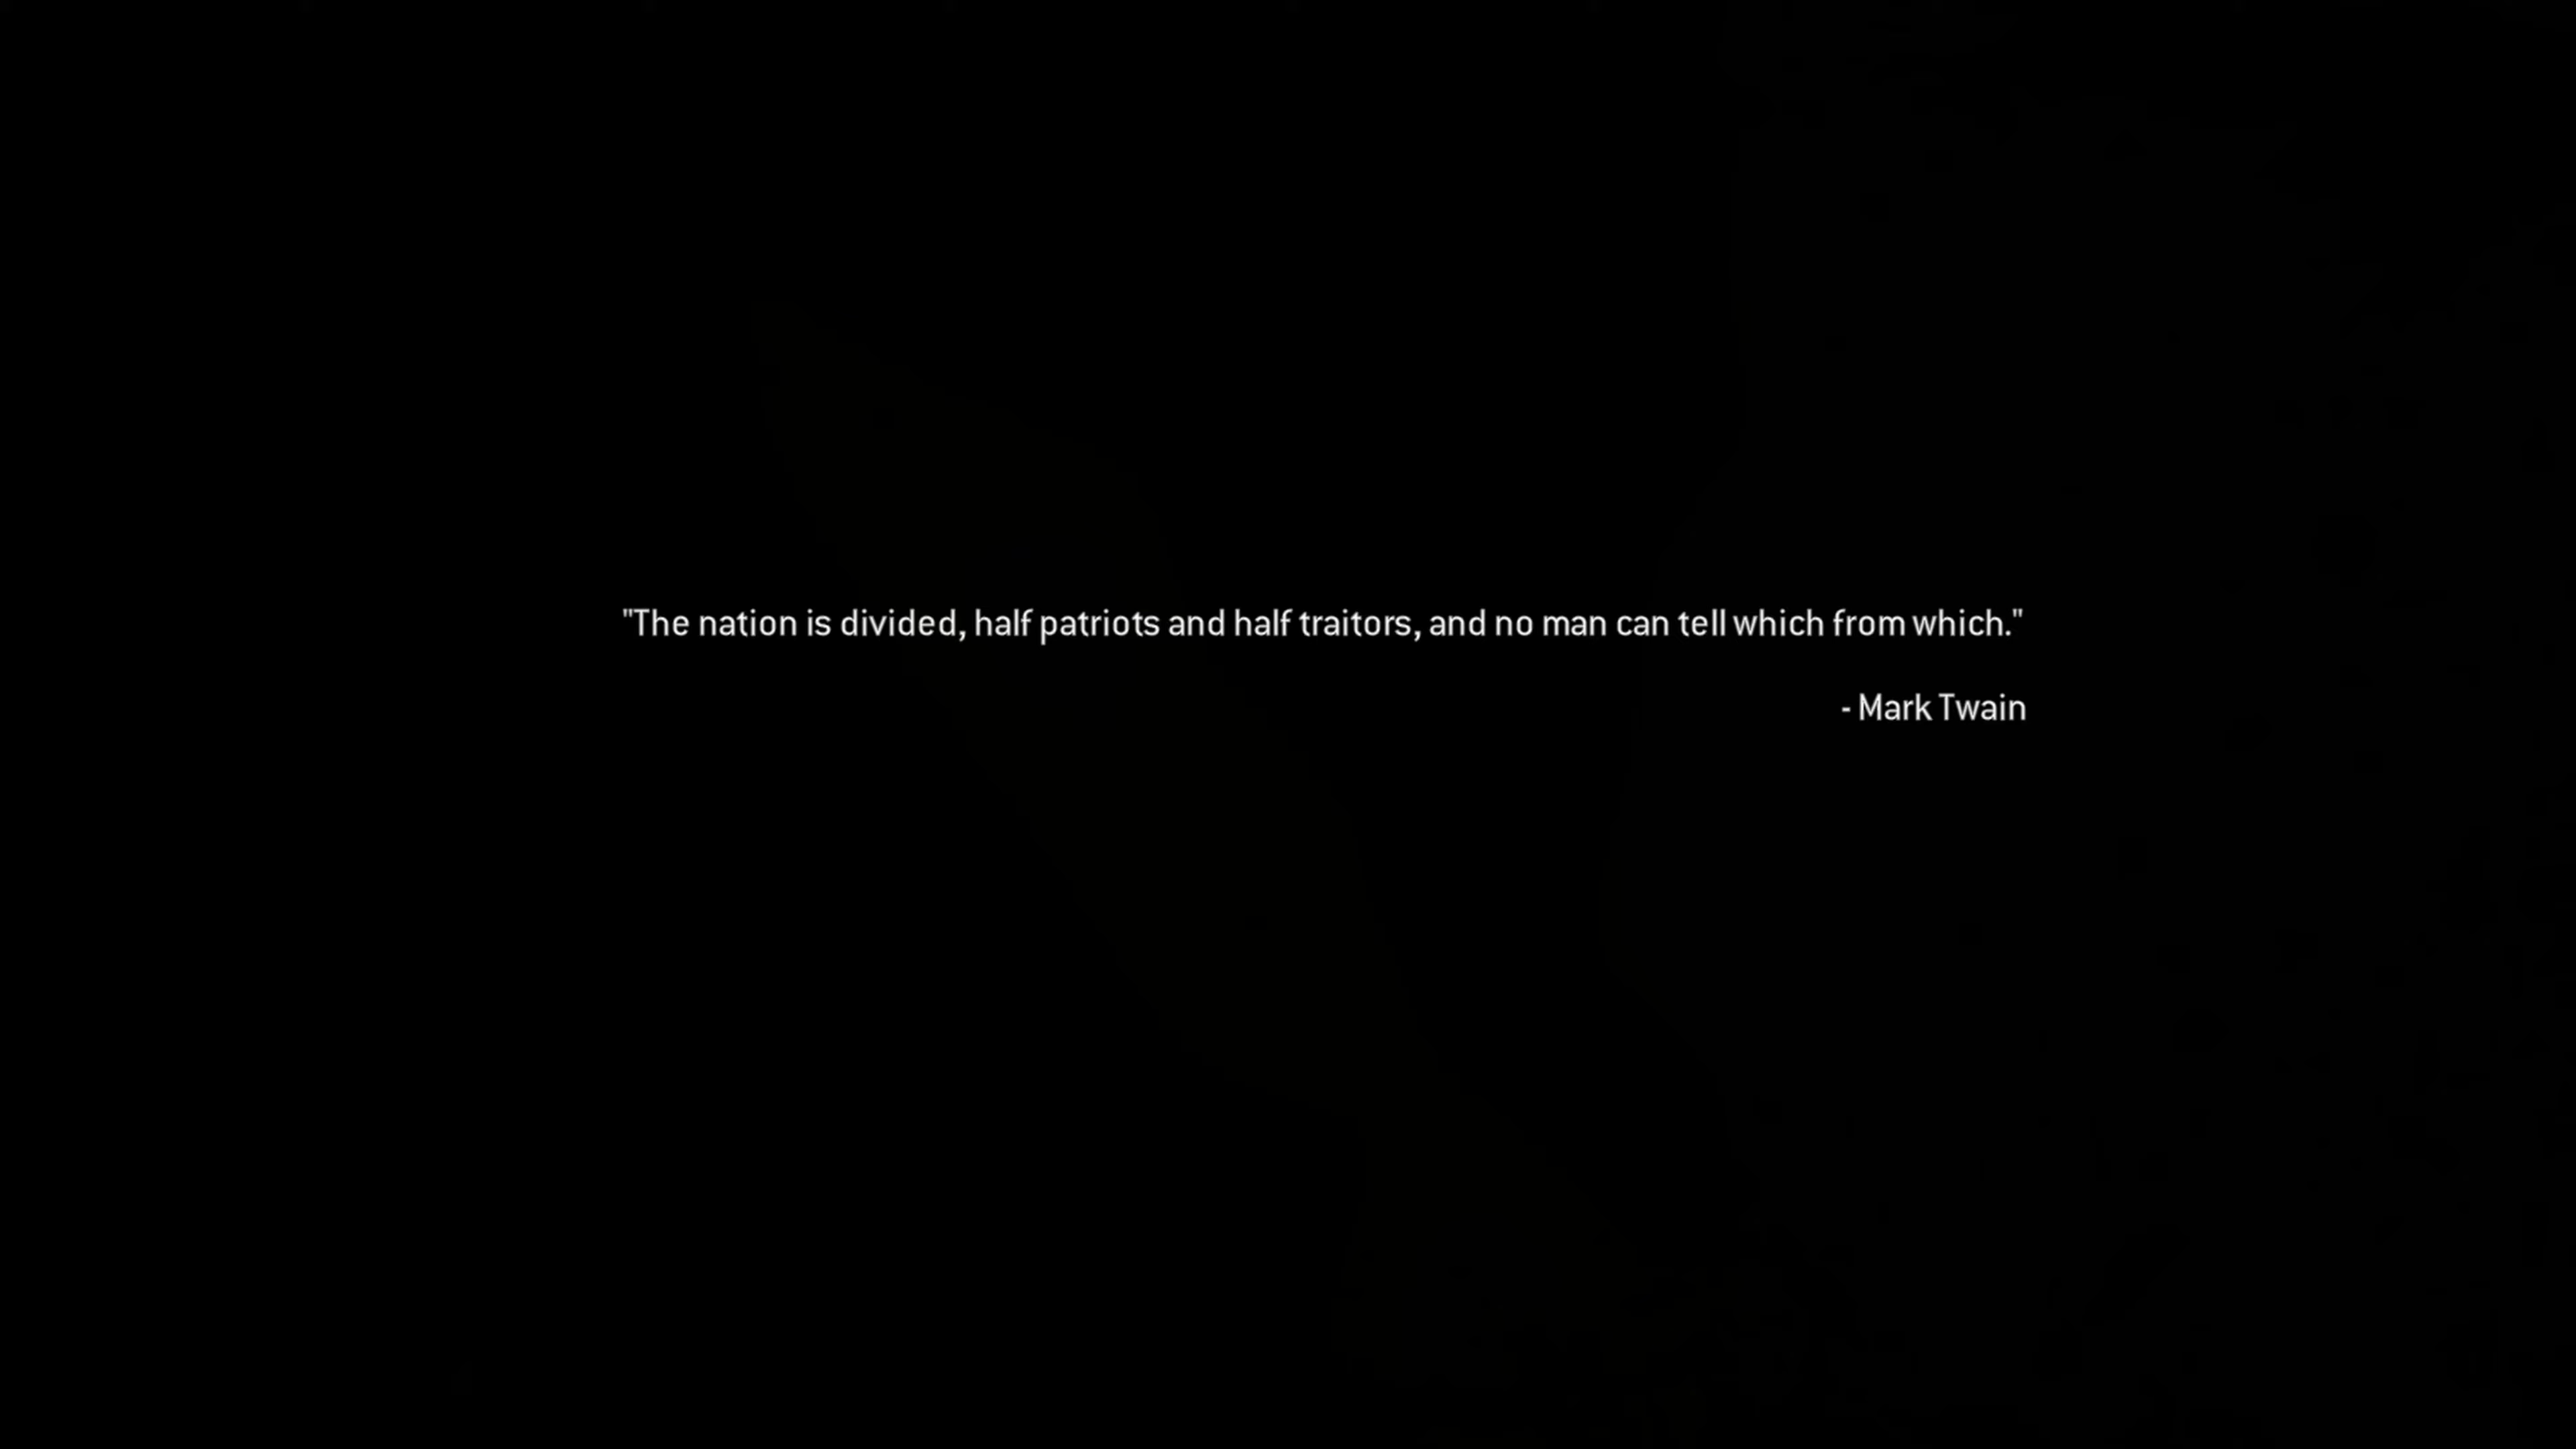 "The nation is divided, half patriots and half traitors, and no man can tell which from which."
- Mark Twain